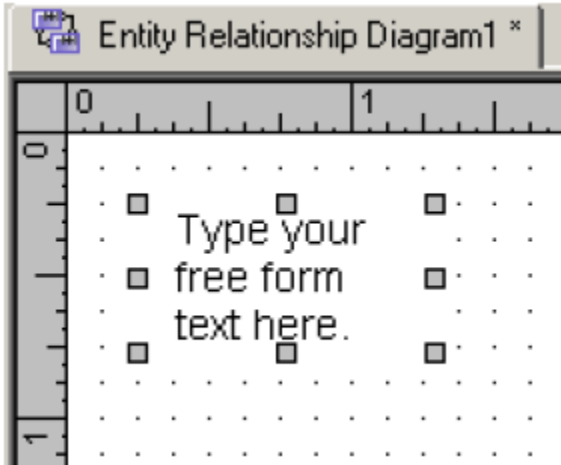 Entity Relationship Diagram1 *
0 1
0
Type your
free form
text here.
1